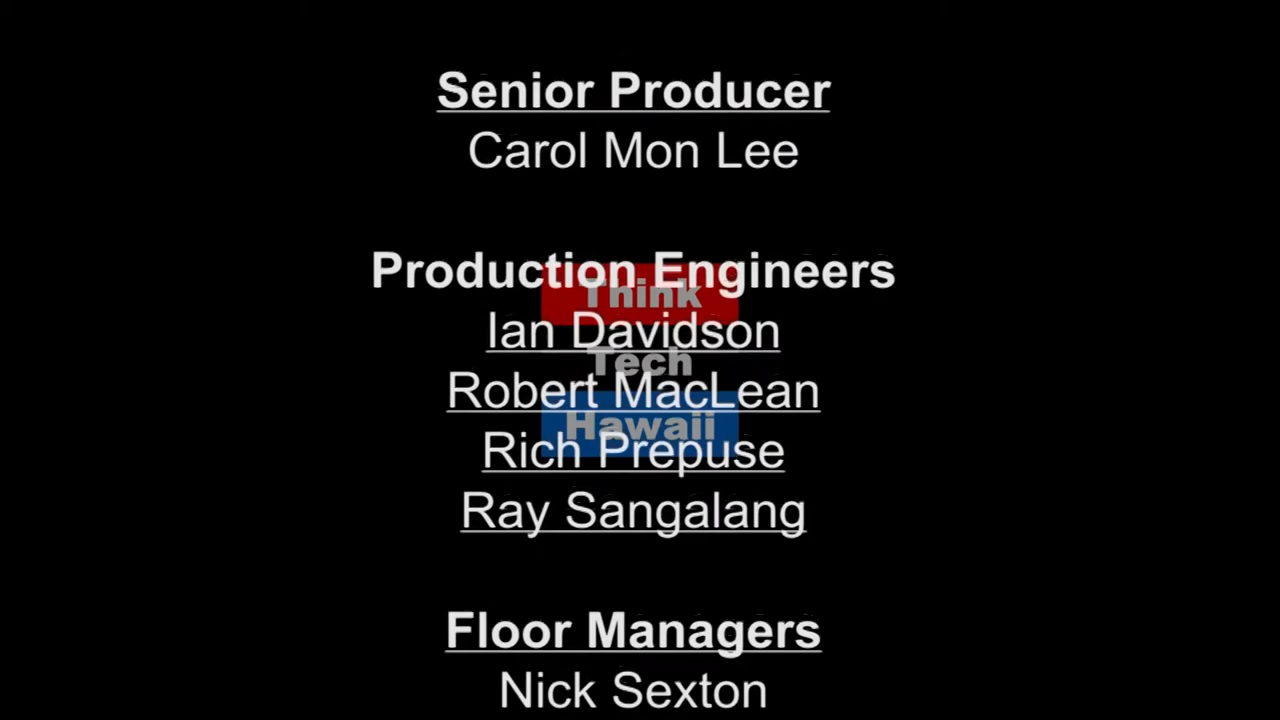 Senior Producer
Carol Mon Lee
Production Engineers
Think
Ian Davidson
Tech
Robert MacLean
Hawaii
Rich Prepuse
Ray Sangalang
Floor Managers
Nick Sexton